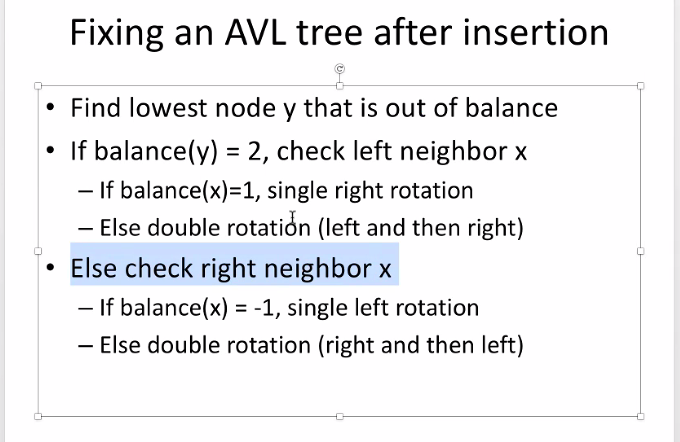 Fixing an AVL tree after insertion
• Find lowest node y that is out of balance
• If balance(y) = 2, check left neighbor x
– If balance(x)=1, single right rotation
– Else double rotation (left and then right)
• Else check right neighbor x
– If balance(x) = -1, single left rotation
– Else double rotation (right and then left)